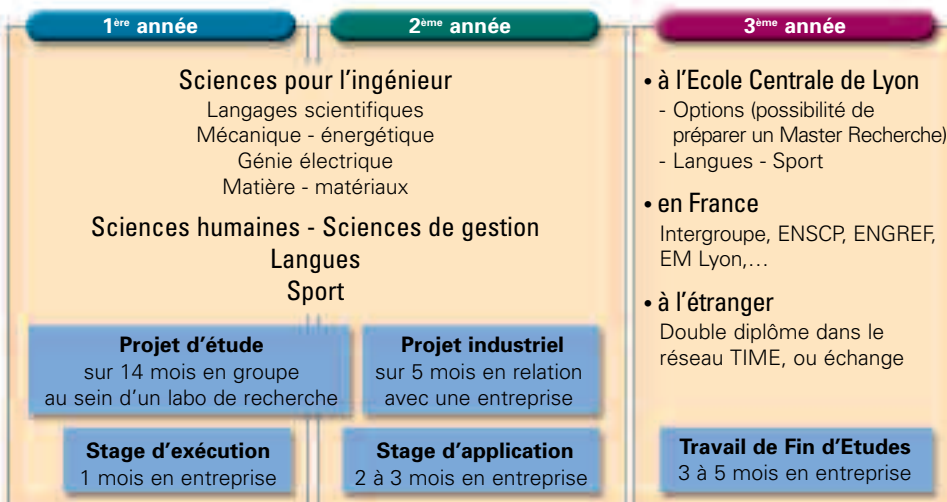 1ère année
2ème année
3ème année
Sciences pour l'ingénieur
Langages scientifiques
Mécanique - énergétique
Génie électrique
Matière - matériaux
Sciences humaines - Sciences de gestion
Langues
Sport
Projet d'étude
sur 14 mois en groupe
au sein d'un labo de recherche
Projet industriel
sur 5 mois en relation
avec une entreprise
Stage d'exécution
1 mois en entreprise
Stage d'application
2 à 3 mois en entreprise
• à l'Ecole Centrale de Lyon
- Options (possibilité de
préparer un Master Recherche)
- Langues - Sport
• en France
Intergroupe, ENSCP, ENGREF,
EM Lyon,...
• à l'étranger
Double diplôme dans le
réseau TIME, ou échange
Travail de Fin d'Etudes
3 à 5 mois en entreprise